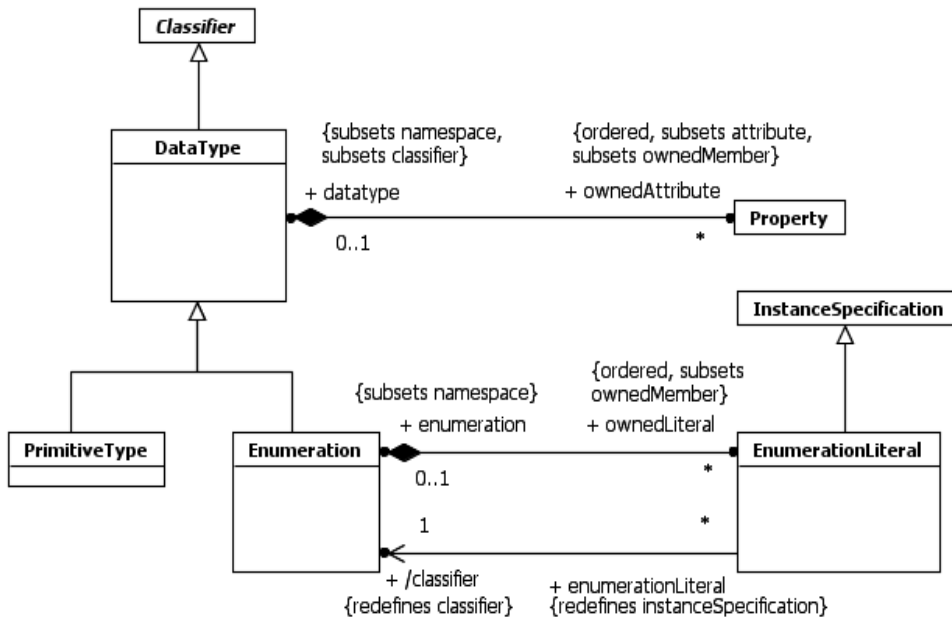 Classifier
DataType
{subsets namespace,
subsets classifier}
+ datatype
0..1
{ordered, subsets attribute,
subsets ownedMember}
+ ownedAttribute
*
Property
InstanceSpecification
PrimitiveType
Enumeration
{subsets namespace}
+ enumeration
0..1
{ordered, subsets
ownedMember}
+ ownedLiteral
*
EnumerationLiteral
1
*
+ /classifier
{redefines classifier}
+ enumerationLiteral
{redefines instanceSpecification}